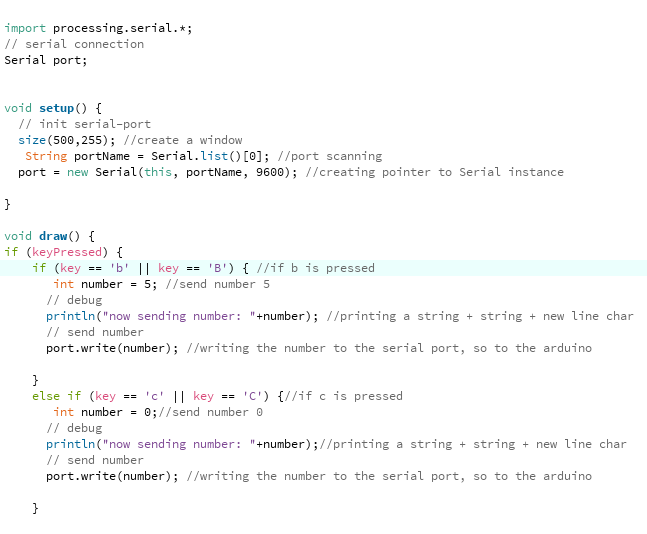 import processing.serial.*;
// serial connection
Serial port;
void setup() {
// init serial-port
size(500,255); //create a window
String portName = Serial.list()[0]; //port scanning
port = new Serial(this, portName, 9600); //creating pointer to Serial instance
}
void draw() {
if (keyPressed) {
if (key == 'b' || key == 'B') { //if b is pressed
int number = 5; //send number 5
// debug
println("now sending number: "+number); //printing a string + string + new line char
// send number
port.write(number); //writing the number to the serial port, so to the arduino
}
else if (key == 'c' || key == 'C') {//if c is pressed
int number = 0;//send number 0
// debug
println("now sending number: "+number);//printing a string + string + new line char
// send number
port.write(number); //writing the number to the serial port, so to the arduino
}